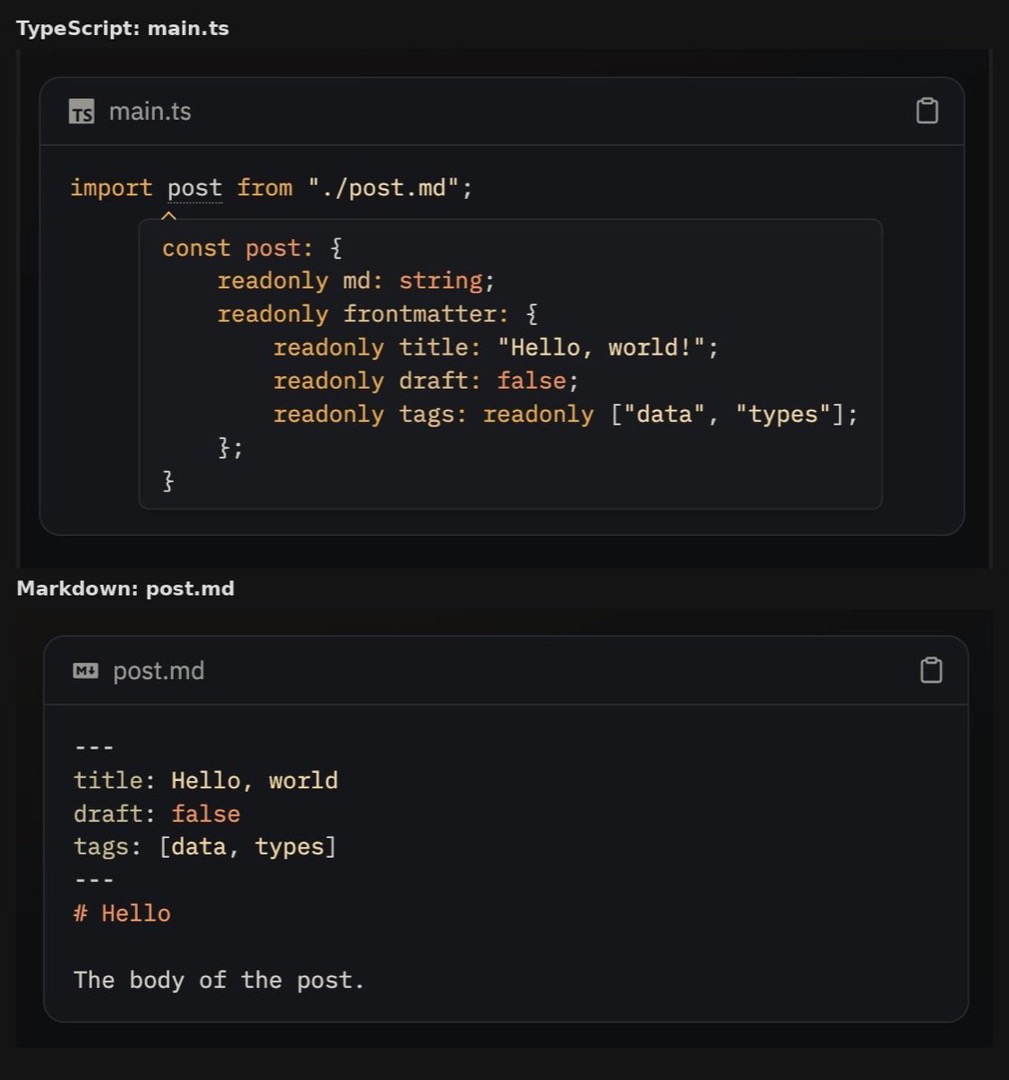 TypeScript: main.ts
TS main.ts
import post from "./post.md";
const post: {
    readonly md: string;
    readonly frontmatter: {
        readonly title: "Hello, world!";
        readonly draft: false;
        readonly tags: readonly ["data", "types"];
    };
}
Markdown: post.md
M↓ post.md
---
title: Hello, world
draft: false
tags: [data, types]
---
# Hello
The body of the post.